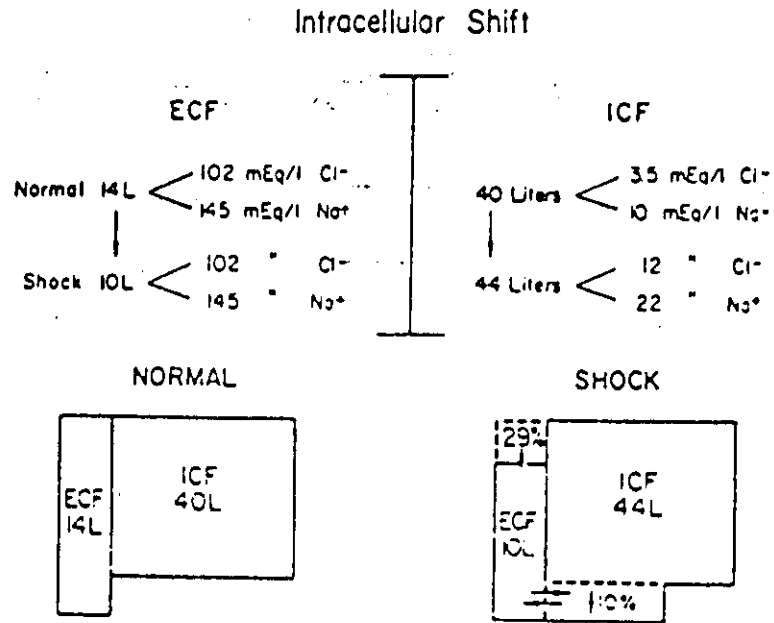 Intracellular Shift
ECF
ICF
Normal 14L
102 mEq/l Cl-
145 mEq/l Na+
40 Liters
3.5 mEq/l Cl-
10 mEq/l Na+
Shock 10L
102 " Cl-
145 " Na+
44 Liters
12 " Cl-
22 " Na+
NORMAL
SHOCK
ECF
14L
ICF
40L
29%
ECF
10L
ICF
44L
10%